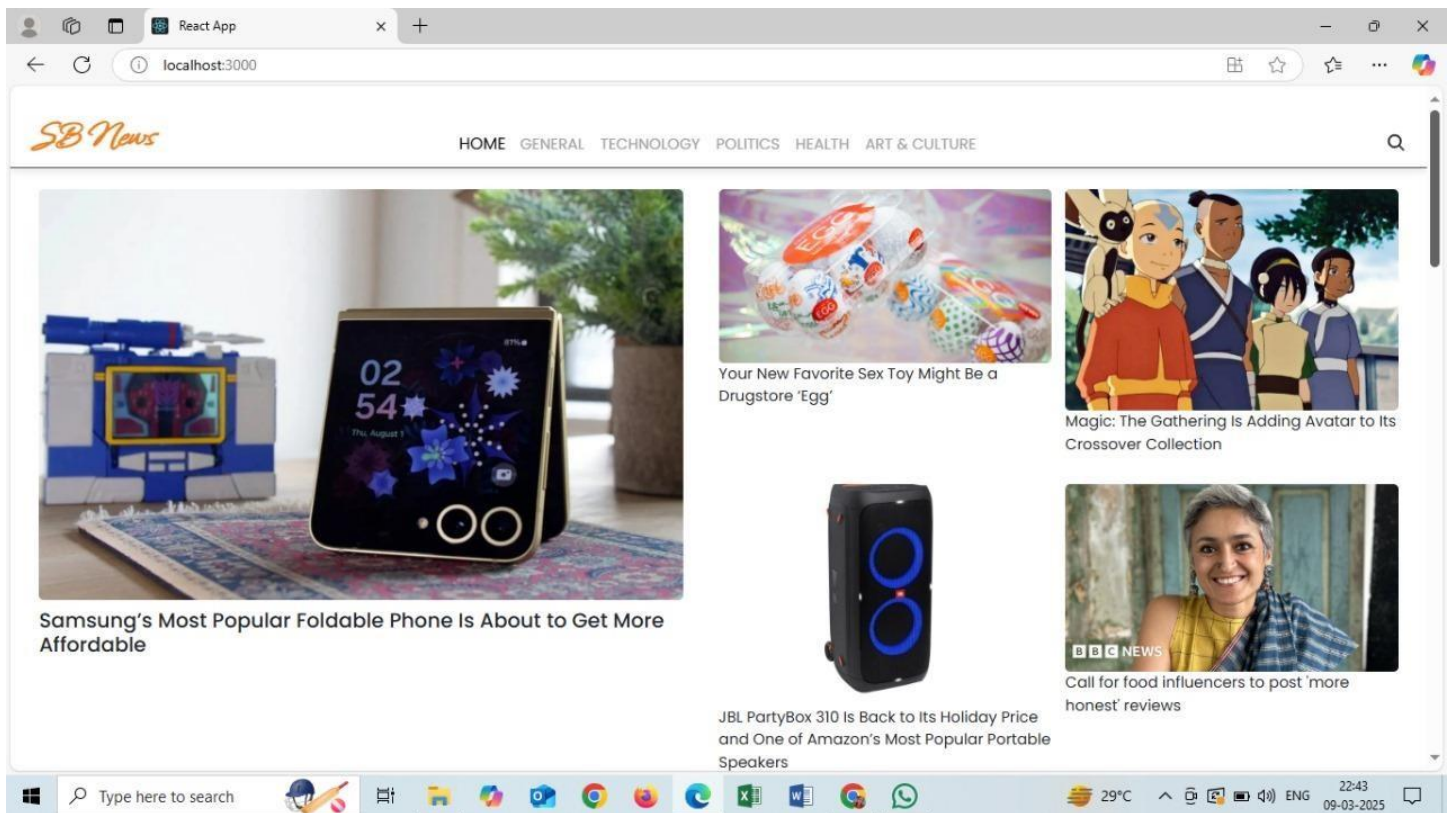 React App
localhost:3000
SB News
HOME GENERAL TECHNOLOGY POLITICS HEALTH ART & CULTURE
87%
02
54
Thu, August 1
Samsung's Most Popular Foldable Phone Is About to Get More
Affordable
EGG
EGG
Your New Favorite Sex Toy Might Be a
Drugstore 'Egg'
Magic: The Gathering Is Adding Avatar to Its
Crossover Collection
JBL PartyBox 310 Is Back to Its Holiday Price
and One of Amazon's Most Popular Portable
Speakers
BBC NEWS
Call for food influencers to post 'more
honest' reviews
Type here to search
29°C
ENG
22:43
09-03-2025